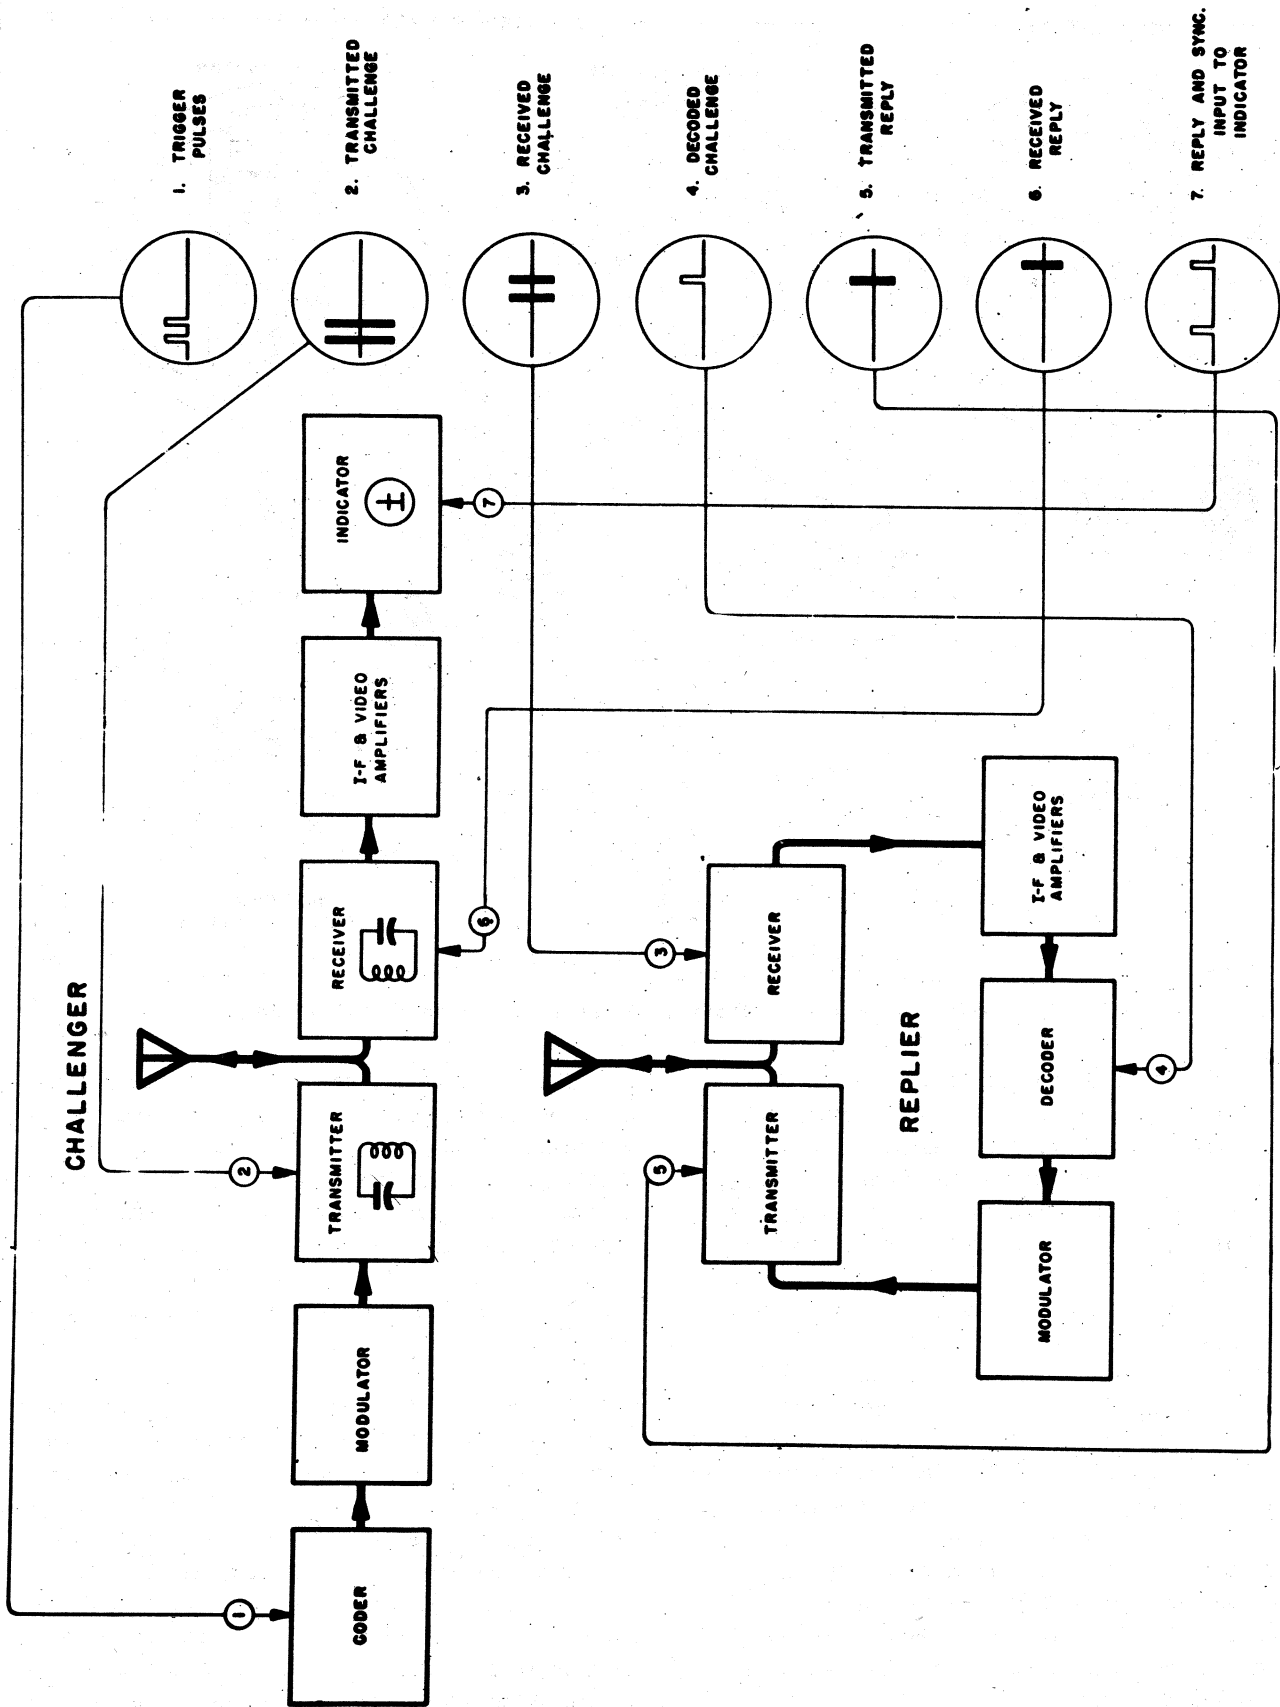 CHALLENGER
CODER
MODULATOR
TRANSMITTER
RECEIVER
I-F & VIDEO
AMPLIFIERS
INDICATOR
1
2
6
7
REPLIER
TRANSMITTER
RECEIVER
MODULATOR
DECODER
I-F & VIDEO
AMPLIFIERS
5
3
4
1. TRIGGER
PULSES
2. TRANSMITTED
CHALLENGE
3. RECEIVED
CHALLENGE
4. DECODED
CHALLENGE
5. TRANSMITTED
REPLY
6. RECEIVED
REPLY
7. REPLY AND SYNC.
INPUT TO
INDICATOR